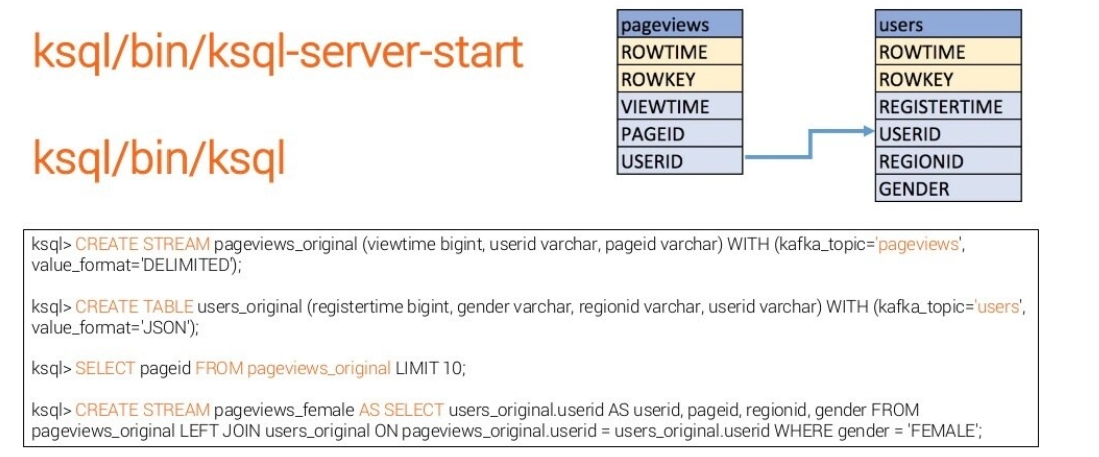 ksql/bin/ksql-server-start
ksql/bin/ksql
pageviews
ROWTIME
ROWKEY
VIEWTIME
PAGEID
USERID
users
ROWTIME
ROWKEY
REGISTERTIME
USERID
REGIONID
GENDER
ksql> CREATE STREAM pageviews_original (viewtime bigint, userid varchar, pageid varchar) WITH (kafka_topic='pageviews',
value_format='DELIMITED');
ksql> CREATE TABLE users_original (registertime bigint, gender varchar, regionid varchar, userid varchar) WITH (kafka_topic='users',
value_format='JSON');
ksql> SELECT pageid FROM pageviews_original LIMIT 10;
ksql> CREATE STREAM pageviews_female AS SELECT users_original.userid AS userid, pageid, regionid, gender FROM
pageviews_original LEFT JOIN users_original ON pageviews_original.userid = users_original.userid WHERE gender = 'FEMALE';